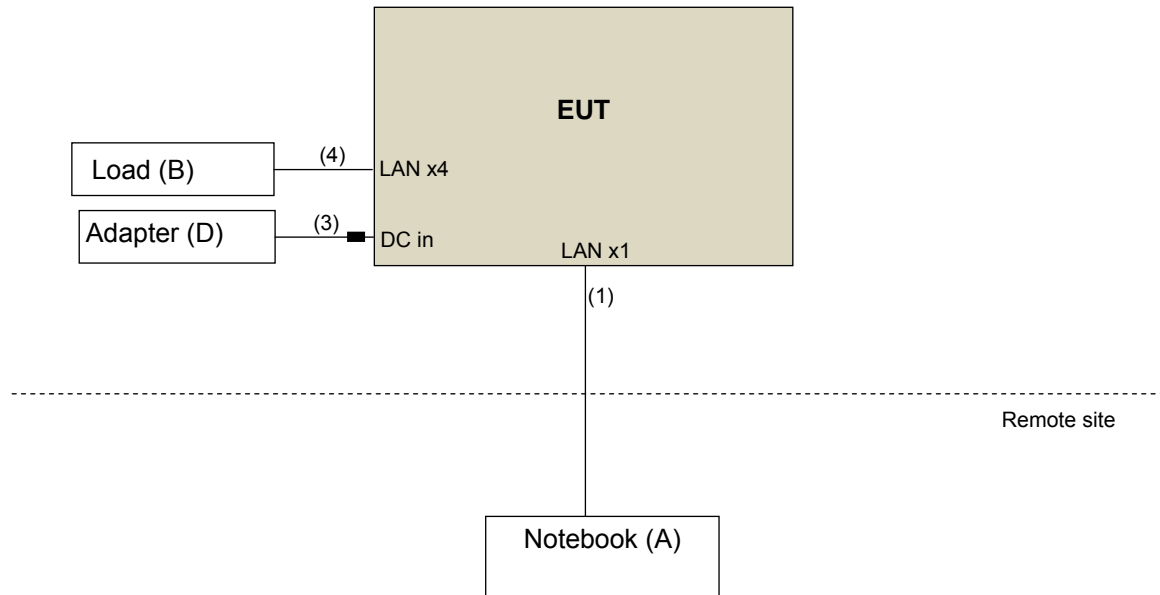 EUT
Load (B)
(4)
LAN x4
Adapter (D)
(3)
DC in
LAN x1
(1)
Remote site
Notebook (A)